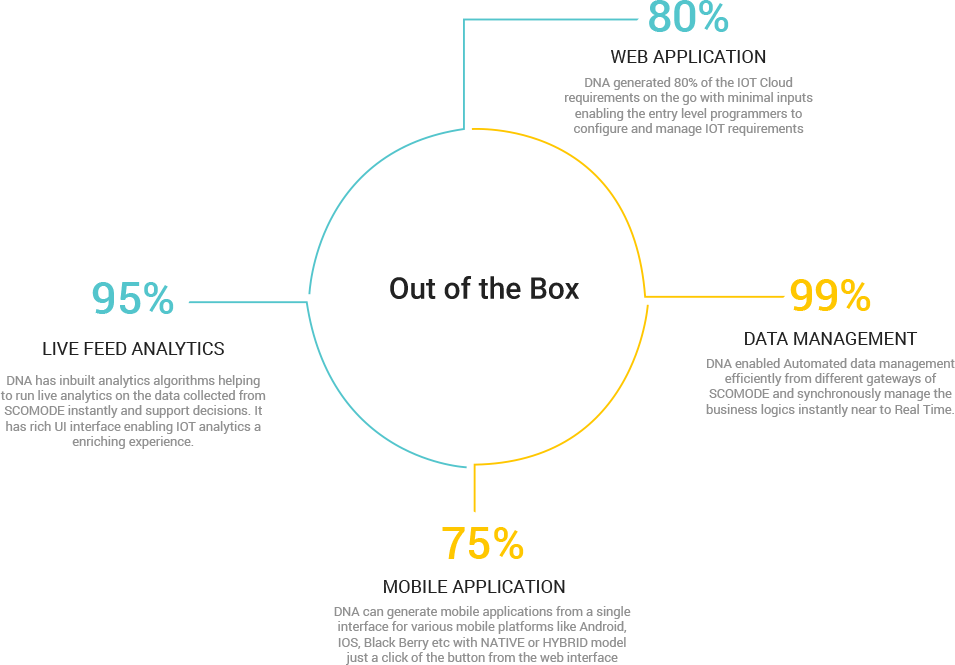 80%
WEB APPLICATION
DNA generated 80% of the IOT Cloud
requirements on the go with minimal inputs
enabling the entry level programmers to
configure and manage IOT requirements
Out of the Box
95%
LIVE FEED ANALYTICS
DNA has inbuilt analytics algorithms helping
to run live analytics on the data collected from
SCOMODE instantly and support decisions. It
has rich UI interface enabling IOT analytics a
enriching experience.
99%
DATA MANAGEMENT
DNA enabled Automated data management
efficiently from different gateways of
SCOMODE and synchronously manage the
business logics instantly near to Real Time.
75%
MOBILE APPLICATION
DNA can generate mobile applications from a single
interface for various mobile platforms like Android,
IOS, Black Berry etc with NATIVE or HYBRID model
just a click of the button from the web interface